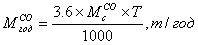 M_год^CO = (3.6 × M_c^CO × T) / 1000, т/год